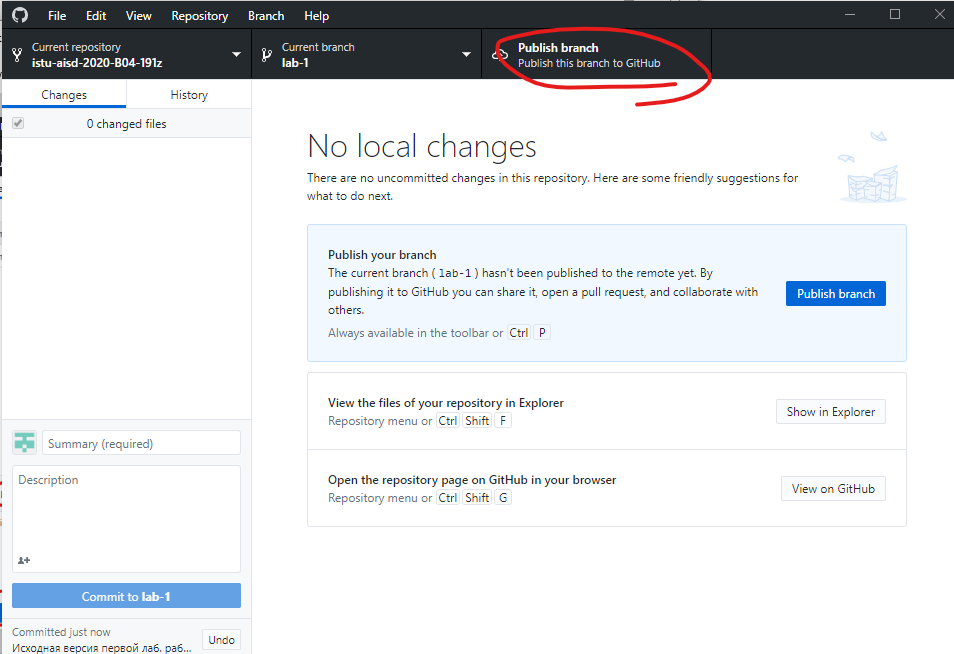 File Edit View Repository Branch Help
Current repository
istu-aisd-2020-B04-191z
Current branch
lab-1
Publish branch
Publish this branch to GitHub
Changes History
0 changed files
No local changes
There are no uncommitted changes in this repository. Here are some friendly suggestions for
what to do next.
Publish your branch
The current branch ( lab-1 ) hasn't been published to the remote yet. By
publishing it to GitHub you can share it, open a pull request, and collaborate with
others.
Always available in the toolbar or Ctrl P
Publish branch
View the files of your repository in Explorer
Repository menu or Ctrl Shift F
Show in Explorer
Open the repository page on GitHub in your browser
Repository menu or Ctrl Shift G
View on GitHub
Summary (required)
Description
Commit to lab-1
Committed just now
Исходная версия первой лаб. раб...
Undo